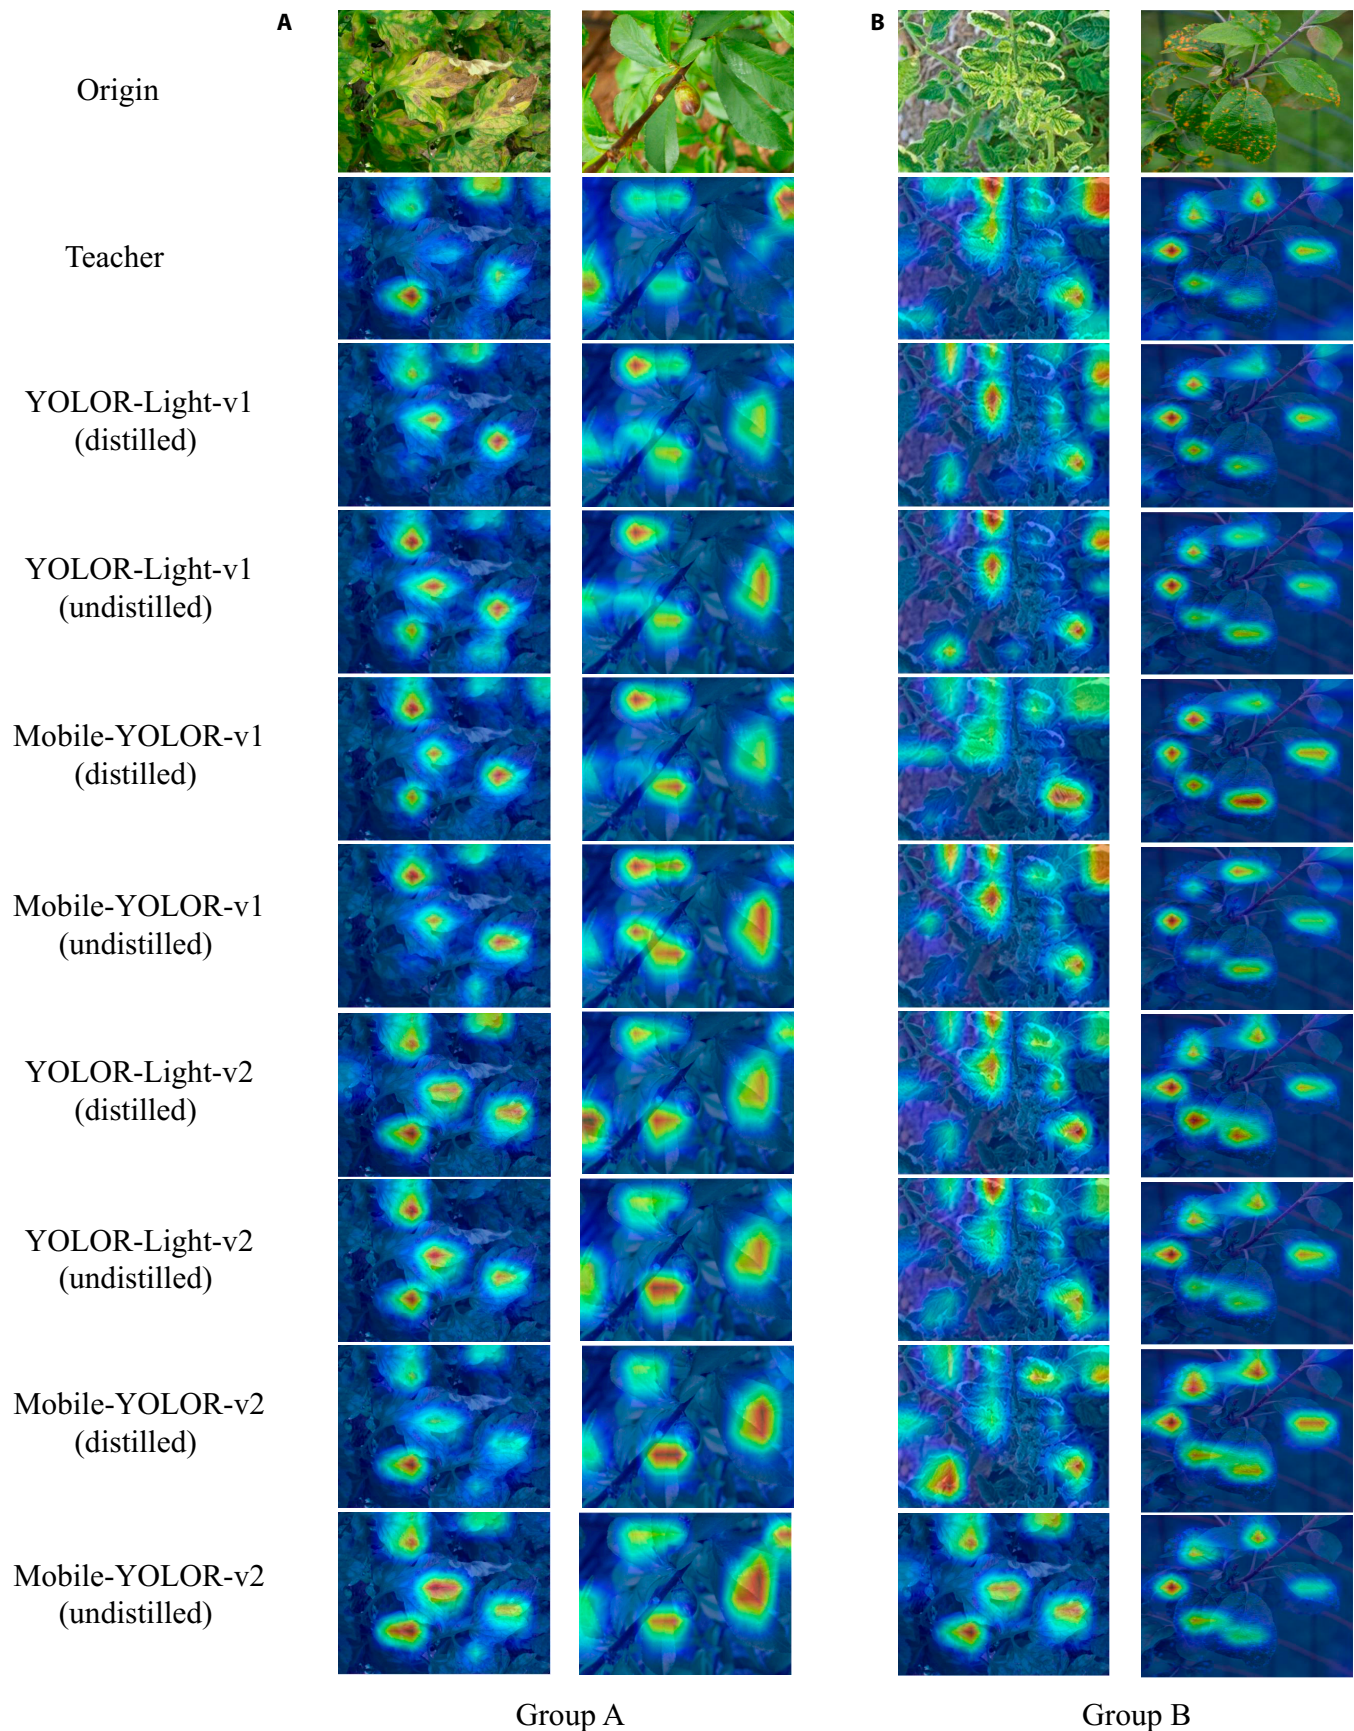 A
B
Origin
Teacher
YOLOR-Light-v1
(distilled)
YOLOR-Light-v1
(undistilled)
Mobile-YOLOR-v1
(distilled)
Mobile-YOLOR-v1
(undistilled)
YOLOR-Light-v2
(distilled)
YOLOR-Light-v2
(undistilled)
Mobile-YOLOR-v2
(distilled)
Mobile-YOLOR-v2
(undistilled)
Group A
Group B